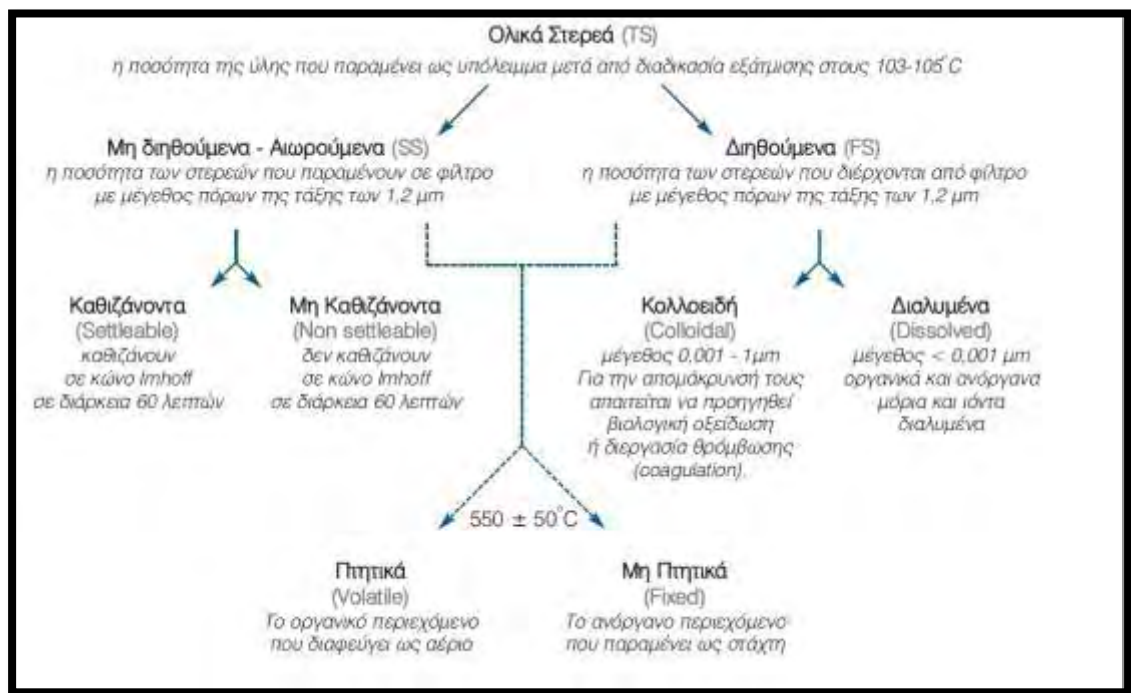 Ολικά Στερεά (TS)
η ποσότητα της ύλης που παραμένει ως υπόλειμμα μετά από διαδικασία εξάτμισης στους 103-105°C
Μη διηθούμενα - Αιωρούμενα (SS)
η ποσότητα των στερεών που παραμένουν σε φίλτρο
με μέγεθος πόρων της τάξης των 1,2 μm
Διηθούμενα (FS)
η ποσότητα των στερεών που διέρχονται από φίλτρο
με μέγεθος πόρων της τάξης των 1,2 μm
Καθιζάνοντα
(Settleable)
καθιζάνουν
σε κώνο Imhoff
σε διάρκεια 60 λεπτών
Μη Καθιζάνοντα
(Non settleable)
δεν καθιζάνουν
σε κώνο Imhoff
σε διάρκεια 60 λεπτών
Κολλοειδή
(Colloidal)
μέγεθος 0,001 - 1μm
Για την απομάκρυνσή τους
απαιτείται να προηγηθεί
βιολογική οξείδωση
ή διεργασία θρόμβωσης
(coagulation).
Διαλυμένα
(Dissolved)
μέγεθος < 0,001 μm
οργανικά και ανόργανα
μόρια και ιόντα
διαλυμένα
550 ± 50°C
Πτητικά
(Volatile)
Το οργανικό περιεχόμενο
που διαφεύγει ως αέριο
Μη Πτητικά
(Fixed)
Το ανόργανο περιεχόμενο
που παραμένει ως στάχτη